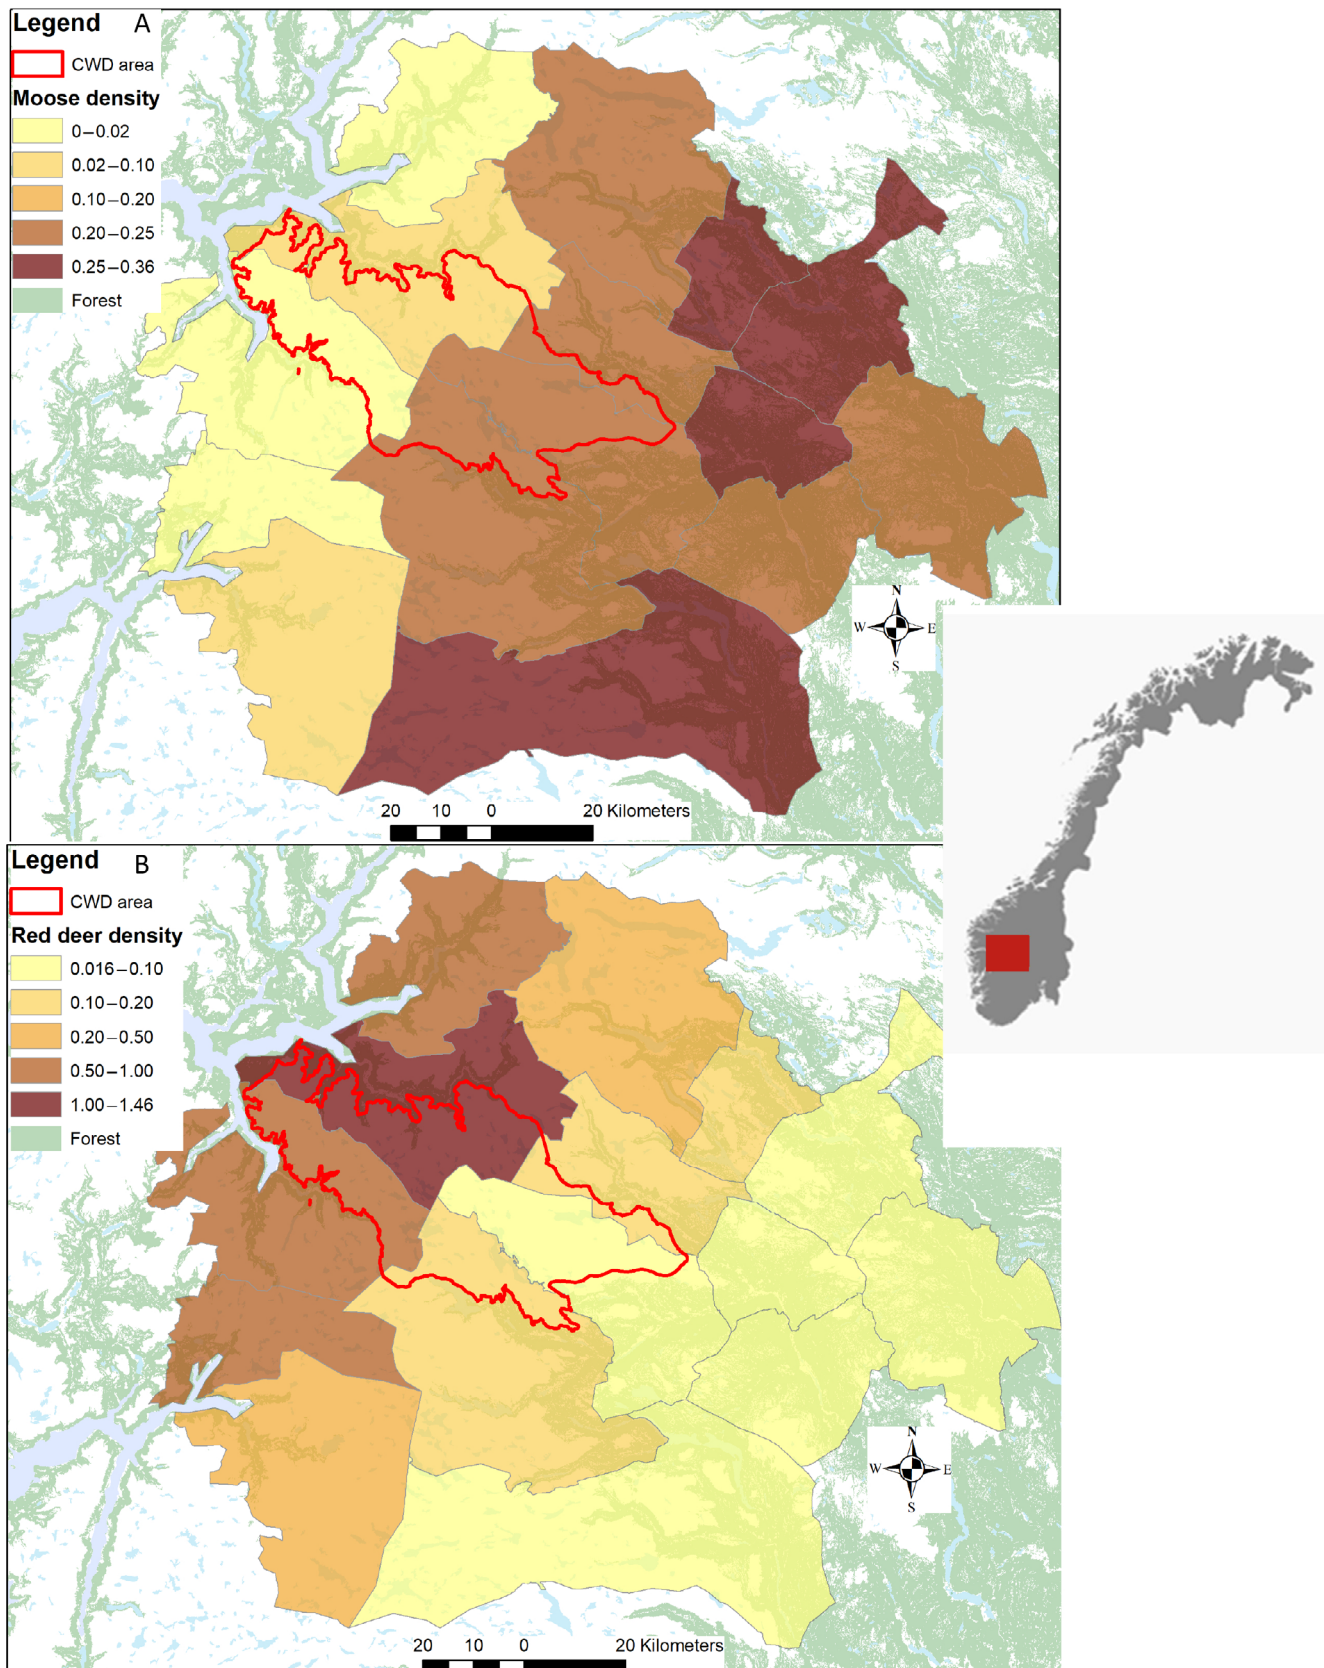 Legend A
CWD area
Moose density
0–0.02
0.02–0.10
0.10–0.20
0.20–0.25
0.25–0.36
Forest
N
W E
S
20 10 0 20 Kilometers
Legend B
CWD area
Red deer density
0.016–0.10
0.10–0.20
0.20–0.50
0.50–1.00
1.00–1.46
Forest
N
W E
S
20 10 0 20 Kilometers